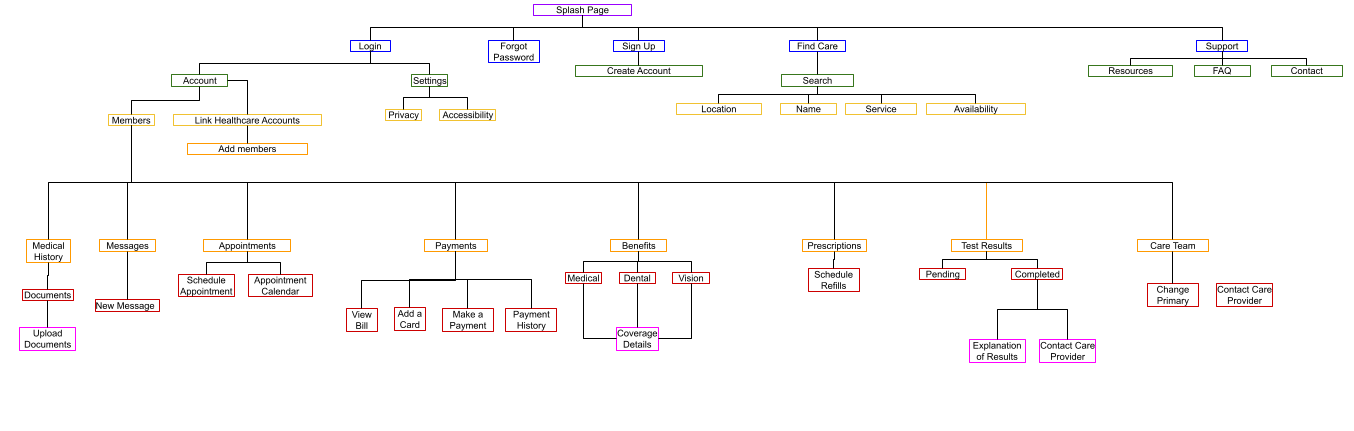 Splash Page
Login
Forgot
Password
Sign Up
Find Care
Support
Create Account
Resources
FAQ
Contact
Account
Settings
Search
Location
Name
Service
Availability
Privacy
Accessibility
Members
Link Healthcare Accounts
Add members
Medical
History
Messages
Appointments
Payments
Benefits
Prescriptions
Test Results
Care Team
Documents
Schedule
Appointment
Appointment
Calendar
Medical
Dental
Vision
Schedule
Refills
Pending
Completed
Change
Primary
Contact Care
Provider
New Message
View
Bill
Add a
Card
Make a
Payment
Payment
History
Upload
Documents
Coverage
Details
Explanation
of Results
Contact Care
Provider